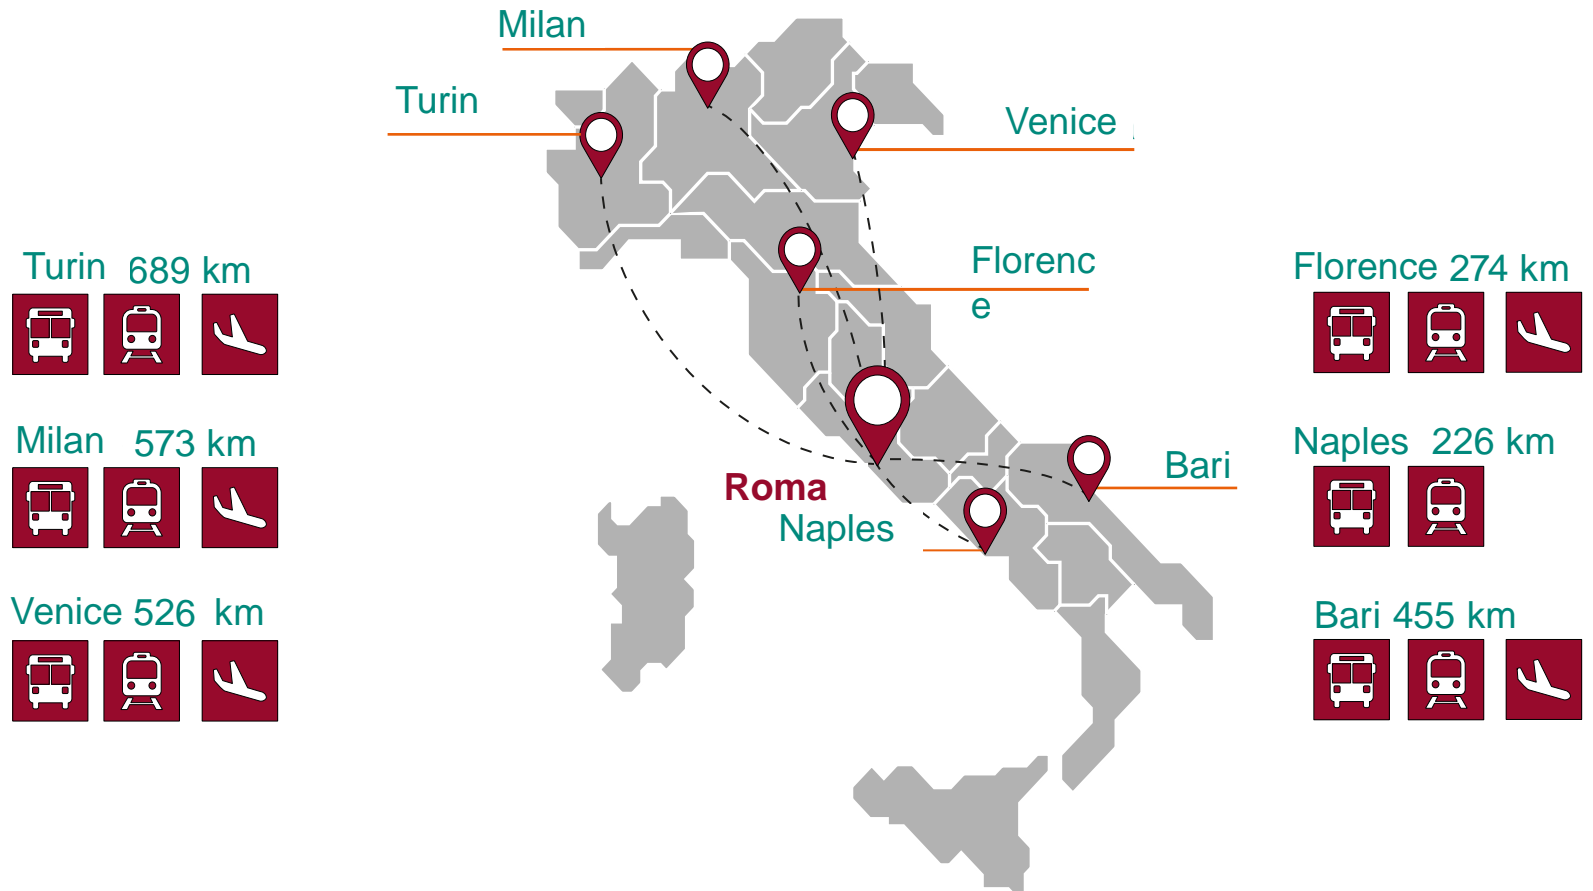 Milan
Turin
Venice
Florenc
e
Bari
Roma
Naples
Turin 689 km
Milan 573 km
Venice 526 km
Florence 274 km
Naples 226 km
Bari 455 km